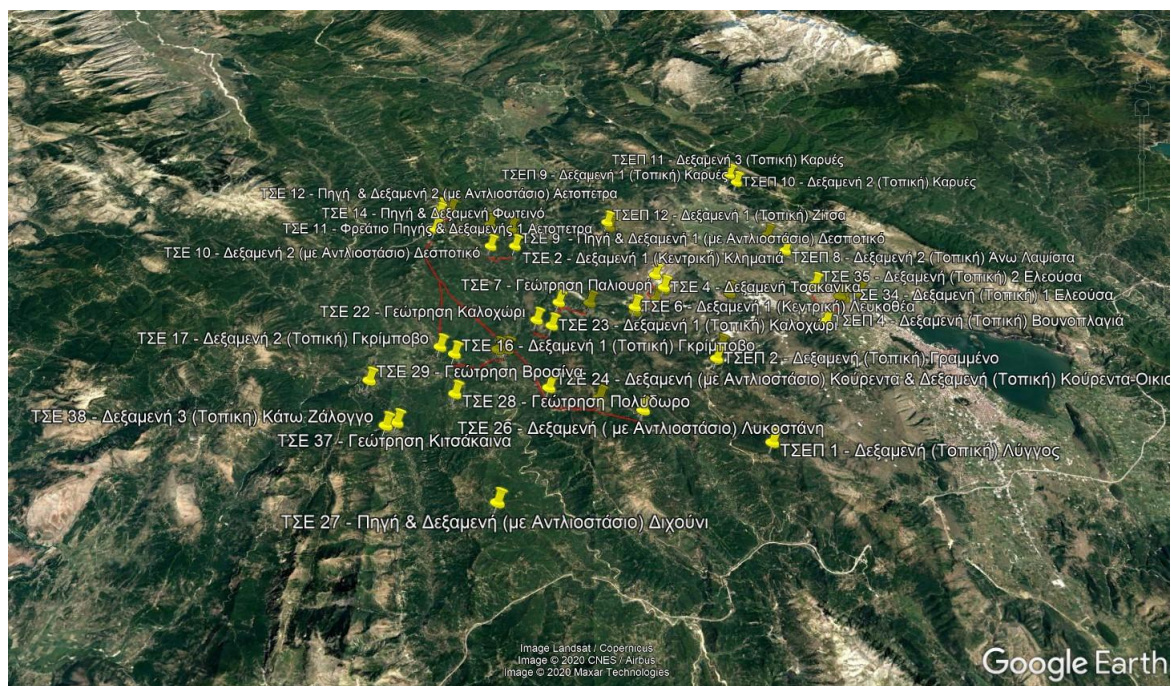 ΤΣΕΠ 11 - Δεξαμενή 3 (Τοπική) Καρυές
ΤΣΕΠ 9 - Δεξαμενή 1 (Τοπική) Καρυές
ΤΣΕΠ 10 - Δεξαμενή 2 (Τοπική) Καρυές
ΤΣΕ 12 - Πηγή & Δεξαμενή 2 (με Αντλιοστάσιο) Αετοπετρα
ΤΣΕ 14 - Πηγή & Δεξαμενή Φωτεινό
ΤΣΕΠ 12 - Δεξαμενή 1 (Τοπική) Ζίτσα
ΤΣΕ 11 - Φρεάτιο Πηγής & Δεξαμενής 1 Αετοπετρα
ΤΣΕ 9 - Πηγή & Δεξαμενή 1 (με Αντλιοστάσιο) Δεσποτικό
ΤΣΕ 10 - Δεξαμενή 2 (με Αντλιοστάσιο) Δεσποτικό
ΤΣΕ 2 - Δεξαμενή 1 (Κεντρική) Κληματιά
ΤΣΕΠ 8 - Δεξαμενή 2 (Τοπική) Άνω Λαψίστα
ΤΣΕ 35 - Δεξαμενή (Τοπική) 2 Ελεούσα
ΤΣΕ 7 - Γεώτρηση Παλιουρή
ΤΣΕ 4 - Δεξαμενή Τσακανίκα
ΤΣΕ 34 - Δεξαμενή (Τοπική) 1 Ελεούσα
ΤΣΕ 6 - Δεξαμενή 1 (Κεντρική) Λευκοθέα
ΤΣΕ 22 - Γεώτρηση Καλοχώρι
ΤΣΕ 23 - Δεξαμενή 1 (Τοπική) Καλοχώρι
ΣΕΠ 4 - Δεξαμενή (Τοπική) Βουνοπλαγιά
ΤΣΕ 17 - Δεξαμενή 2 (Τοπική) Γκρίμποβο
ΤΣΕ 16 - Δεξαμενή 1 (Τοπική) Γκρίμποβο
ΤΣΕΠ 2 - Δεξαμενή (Τοπική) Γραμμένο
ΤΣΕ 29 - Γεώτρηση Βροσίνα
ΤΣΕ 24 - Δεξαμενή (με Αντλιοστάσιο) Κούρεντα & Δεξαμενή (Τοπική) Κούρεντα-Οικισ
ΤΣΕ 28 - Γεώτρηση Πολύδωρο
ΤΣΕ 38 - Δεξαμενή 3 (Τοπικη) Κάτω Ζάλογγο
ΤΣΕ 26 - Δεξαμενή ( με Αντλιοστάσιο) Λυκοστάνη
ΤΣΕ 37 - Γεώτρηση Κιτσάκαινα
ΤΣΕΠ 1 - Δεξαμενή (Τοπική) Λύγγος
ΤΣΕ 27 - Πηγή & Δεξαμενή (με Αντλιοστάσιο) Διχούνι
Image Landsat / Copernicus
Image © 2020 CNES / Airbus
Image © 2020 Maxar Technologies
Google Earth